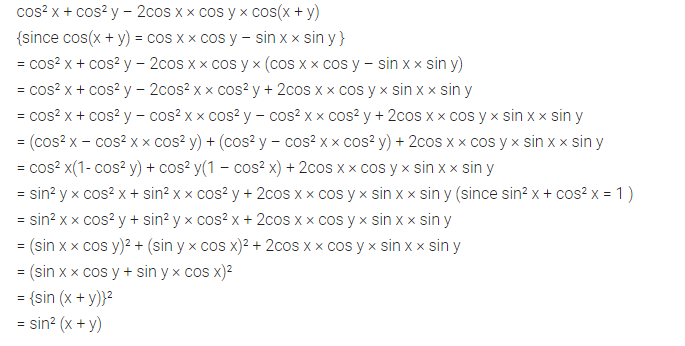 cos² x + cos² y – 2cos x × cos y × cos(x + y)
{since cos(x + y) = cos x × cos y – sin x × sin y }
= cos² x + cos² y – 2cos x × cos y × (cos x × cos y – sin x × sin y)
= cos² x + cos² y – 2cos² x × cos² y + 2cos x × cos y × sin x × sin y
= cos² x + cos² y – cos² x × cos² y – cos² x × cos² y + 2cos x × cos y × sin x × sin y
= (cos² x – cos² x × cos² y) + (cos² y – cos² x × cos² y) + 2cos x × cos y × sin x × sin y
= cos² x(1- cos² y) + cos² y(1 – cos² x) + 2cos x × cos y × sin x × sin y
= sin² y × cos² x + sin² x × cos² y + 2cos x × cos y × sin x × sin y (since sin² x + cos² x = 1 )
= sin² x × cos² y + sin² y × cos² x + 2cos x × cos y × sin x × sin y
= (sin x × cos y)² + (sin y × cos x)² + 2cos x × cos y × sin x × sin y
= (sin x × cos y + sin y × cos x)²
= {sin (x + y)}²
= sin² (x + y)